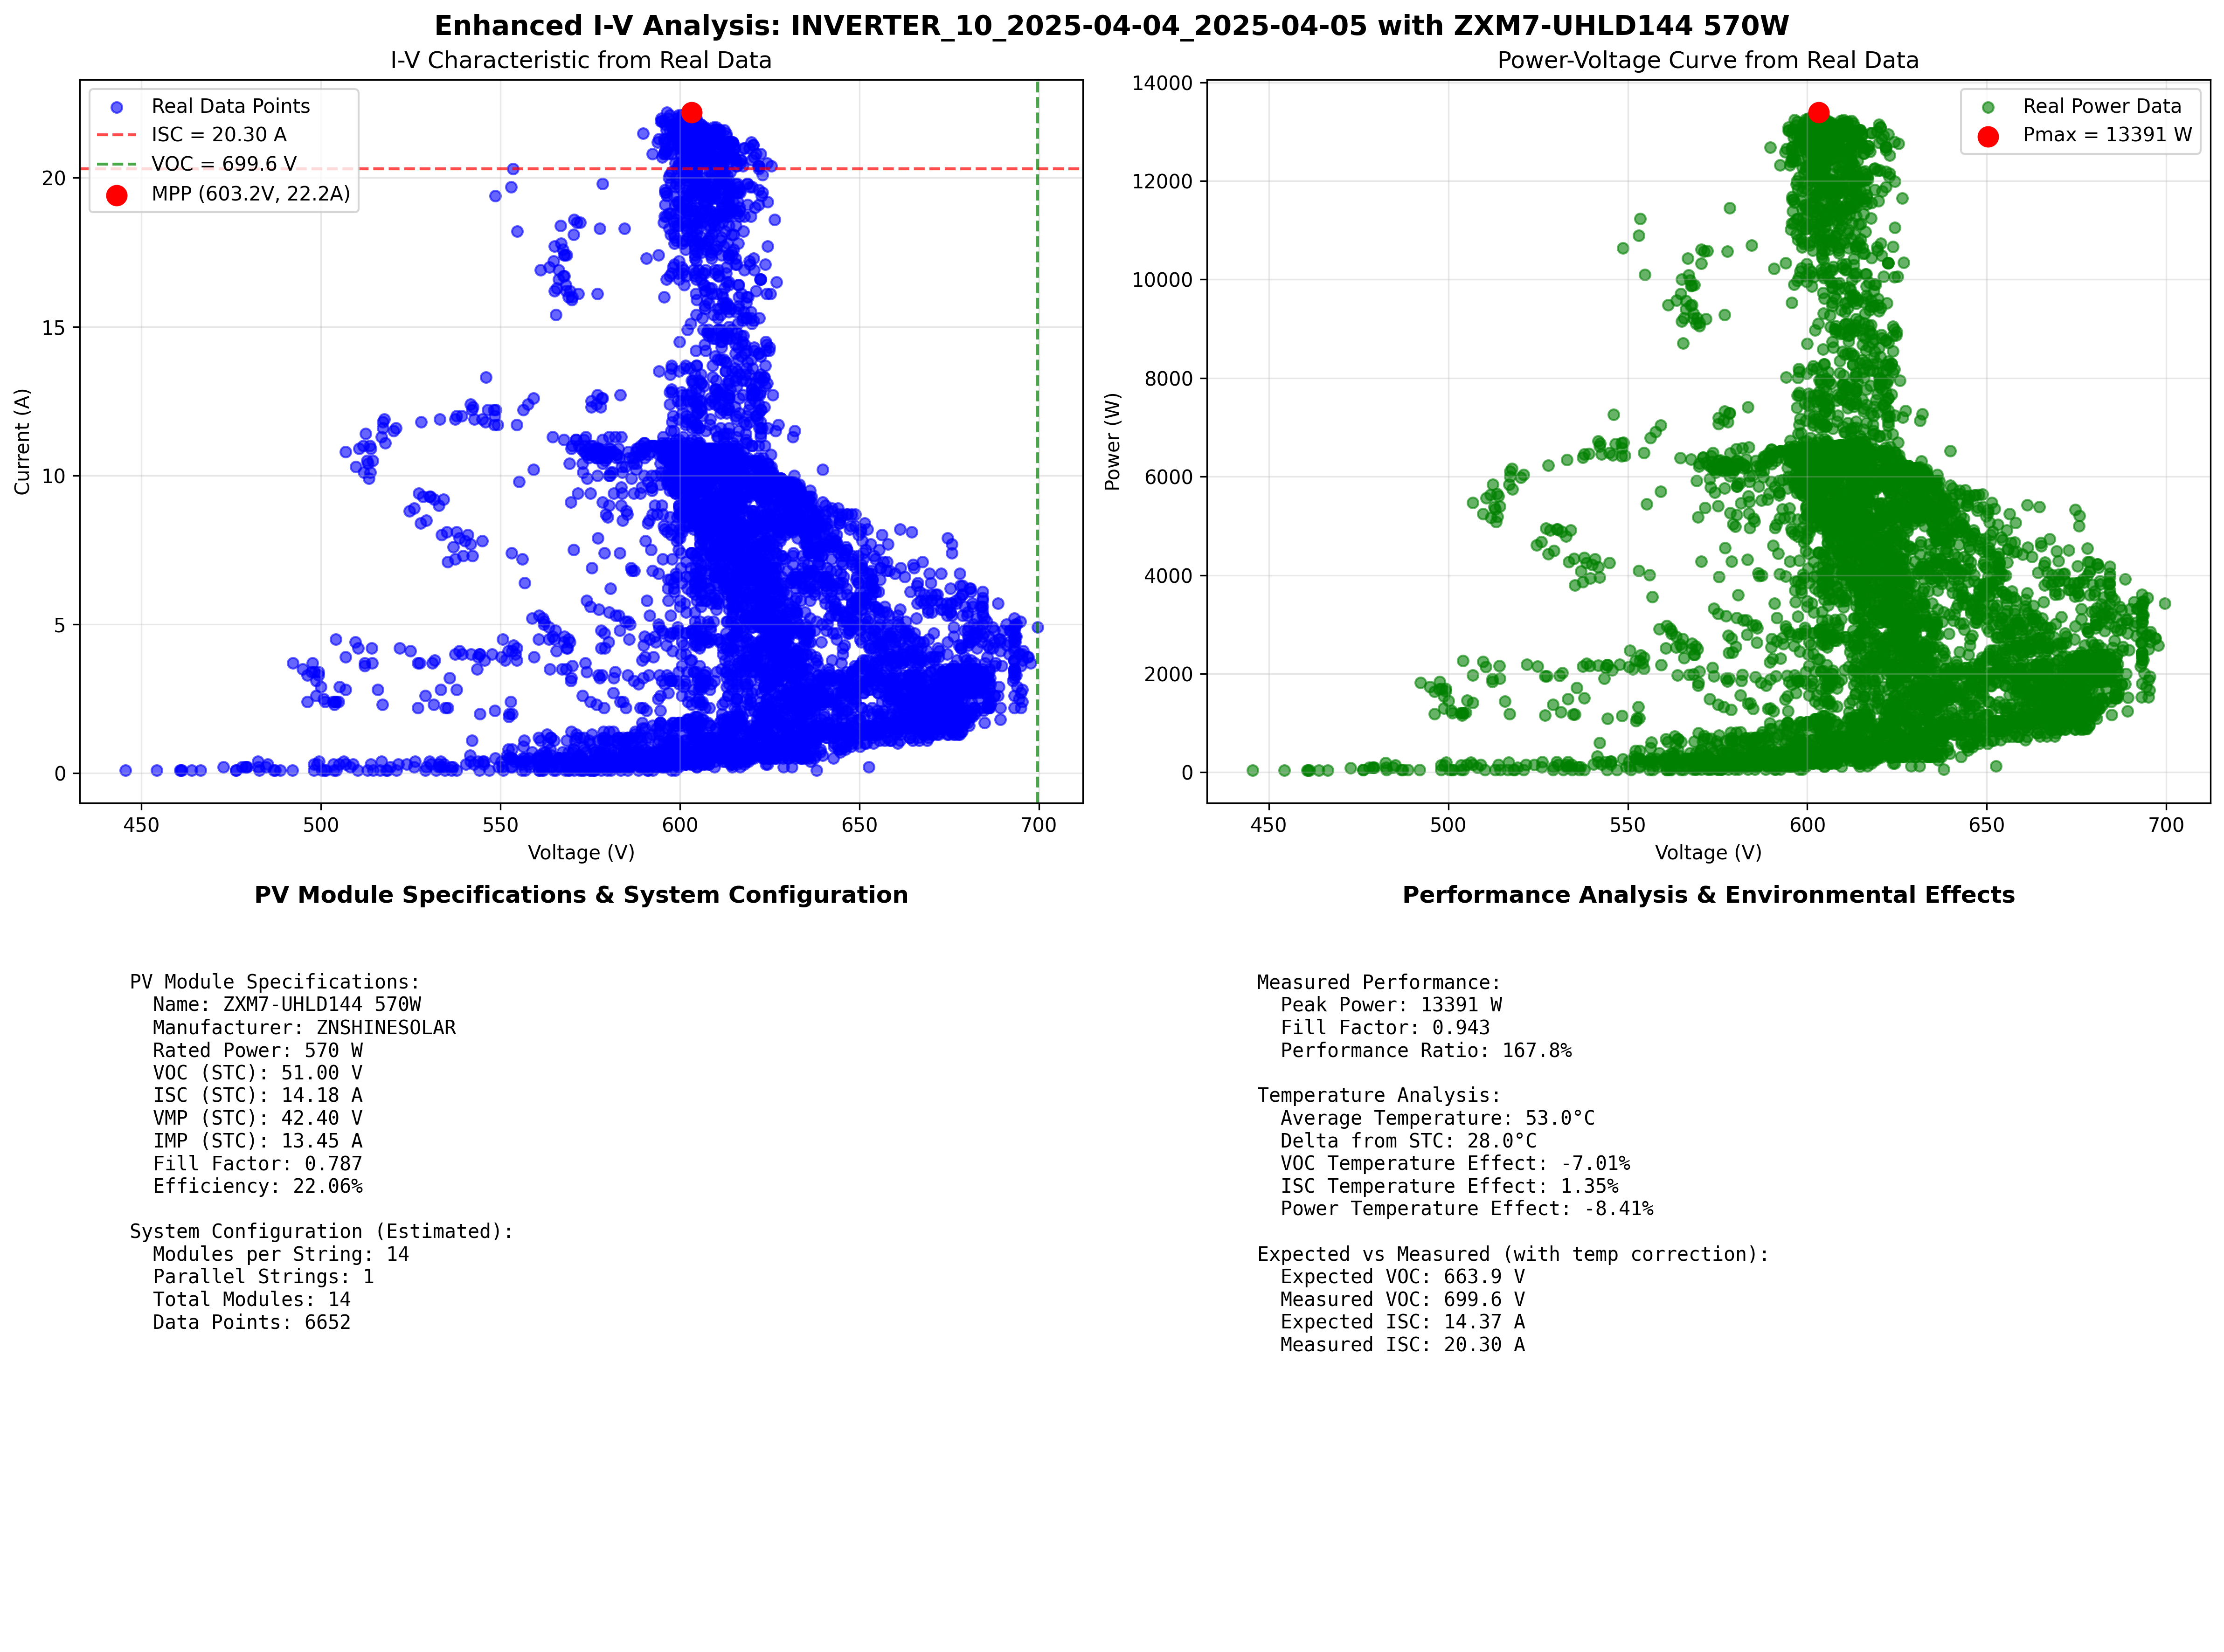 Enhanced I-V Analysis: INVERTER_10_2025-04-04_2025-04-05 with ZXM7-UHLD144 570W
I-V Characteristic from Real Data
Real Data Points
ISC = 20.30 A
VOC = 699.6 V
MPP (603.2V, 22.2A)
Current (A)
20
15
10
5
0
450
500
550
600
650
700
Voltage (V)
Power-Voltage Curve from Real Data
Real Power Data
Pmax = 13391 W
Power (W)
14000
12000
10000
8000
6000
4000
2000
0
450
500
550
600
650
700
Voltage (V)
PV Module Specifications & System Configuration
PV Module Specifications:
Name: ZXM7-UHLD144 570W
Manufacturer: ZNSHINESOLAR
Rated Power: 570 W
VOC (STC): 51.00 V
ISC (STC): 14.18 A
VMP (STC): 42.40 V
IMP (STC): 13.45 A
Fill Factor: 0.787
Efficiency: 22.06%
System Configuration (Estimated):
Modules per String: 14
Parallel Strings: 1
Total Modules: 14
Data Points: 6652
Performance Analysis & Environmental Effects
Measured Performance:
Peak Power: 13391 W
Fill Factor: 0.943
Performance Ratio: 167.8%
Temperature Analysis:
Average Temperature: 53.0°C
Delta from STC: 28.0°C
VOC Temperature Effect: -7.01%
ISC Temperature Effect: 1.35%
Power Temperature Effect: -8.41%
Expected vs Measured (with temp correction):
Expected VOC: 663.9 V
Measured VOC: 699.6 V
Expected ISC: 14.37 A
Measured ISC: 20.30 A